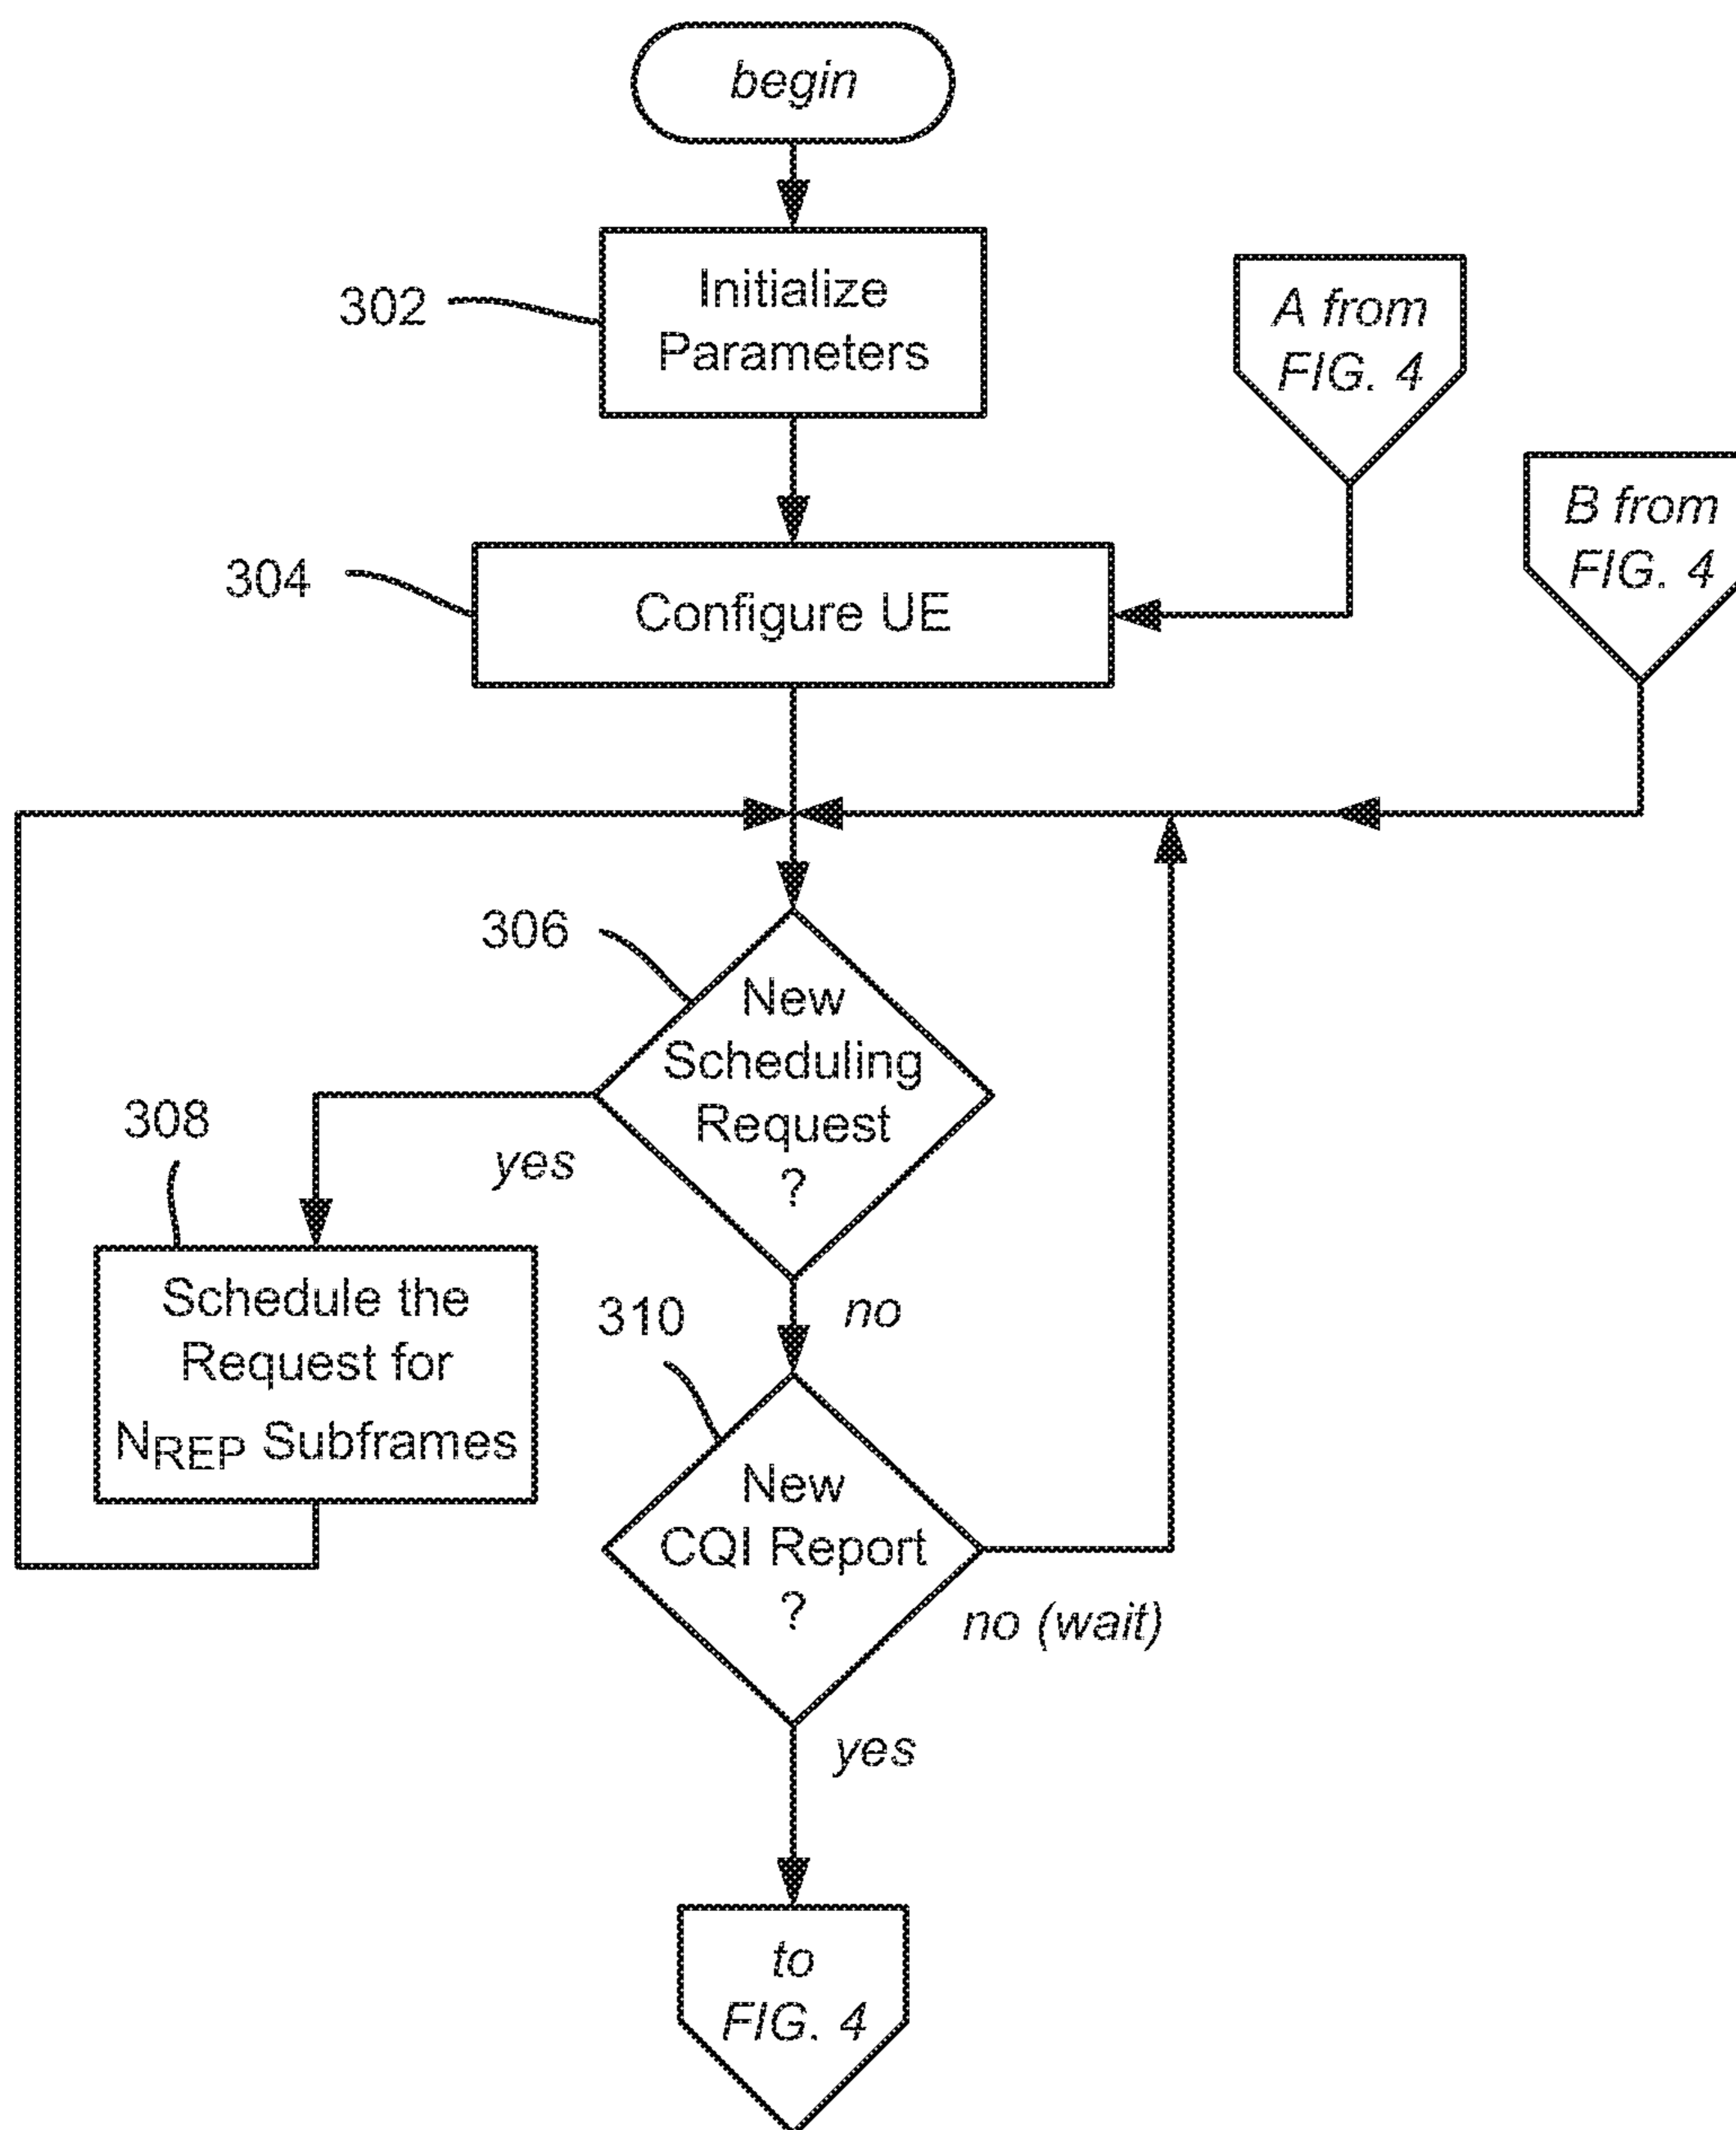 begin
302
Initialize
Parameters
A from
FIG. 4
B from
FIG. 4
304
Configure UE
306
New
Scheduling
Request
?
yes
no
308
Schedule the
Request for
NREP Subframes
310
New
CQI Report
?
no (wait)
yes
to
FIG. 4